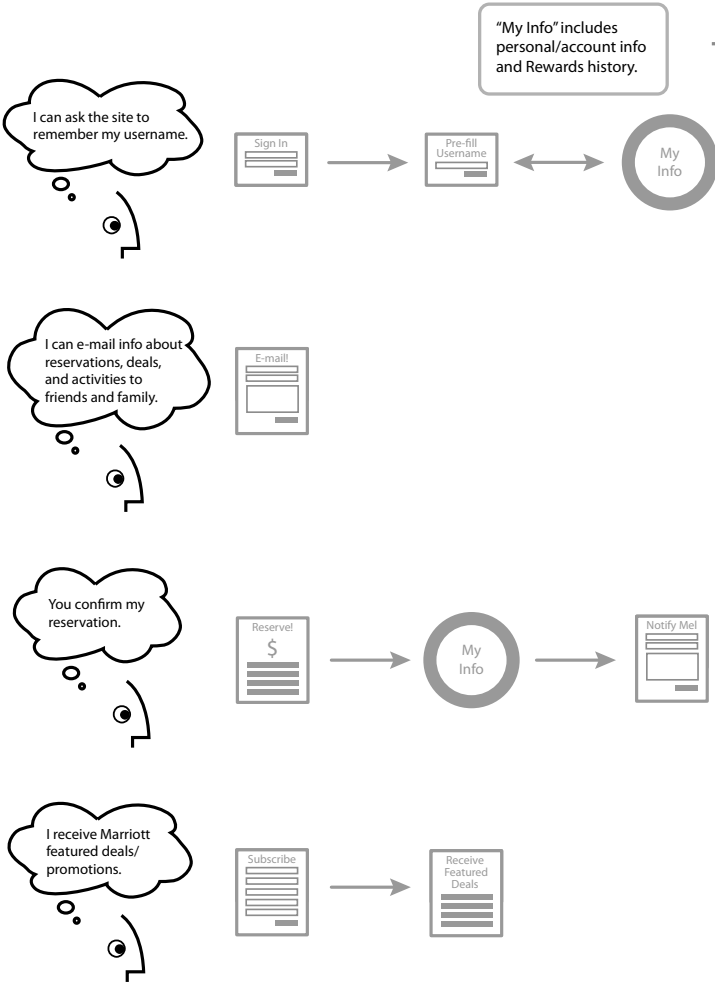 “My Info” includes
personal/account info
and Rewards history.
I can ask the site to
remember my username.
Sign In
Pre-fill
Username
My
Info
I can e-mail info about
reservations, deals,
and activities to
friends and family.
E-mail!
You confirm my
reservation.
Reserve!
$
My
Info
Notify Me!
I receive Marriott
featured deals/
promotions.
Subscribe
Receive
Featured
Deals